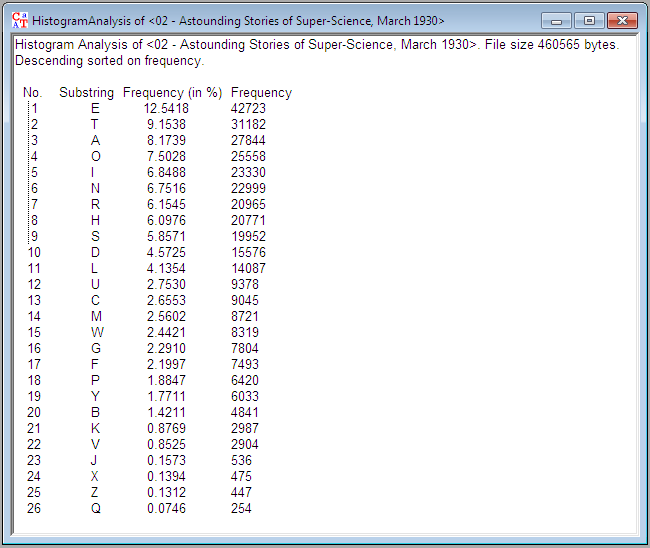 HistogramAnalysis of <02 - Astounding Stories of Super-Science, March 1930>
Histogram Analysis of <02 - Astounding Stories of Super-Science, March 1930>. File size 460565 bytes.
Descending sorted on frequency.
No. Substring Frequency (in %) Frequency
1 E 12.5418 42723
2 T 9.1538 31182
3 A 8.1739 27844
4 O 7.5028 25558
5 I 6.8488 23330
6 N 6.7516 22999
7 R 6.1545 20965
8 H 6.0976 20771
9 S 5.8571 19952
10 D 4.5725 15576
11 L 4.1354 14087
12 U 2.7530 9378
13 C 2.6553 9045
14 M 2.5602 8721
15 W 2.4421 8319
16 G 2.2910 7804
17 F 2.1997 7493
18 P 1.8847 6420
19 Y 1.7711 6033
20 B 1.4211 4841
21 K 0.8769 2987
22 V 0.8525 2904
23 J 0.1573 536
24 X 0.1394 475
25 Z 0.1312 447
26 Q 0.0746 254